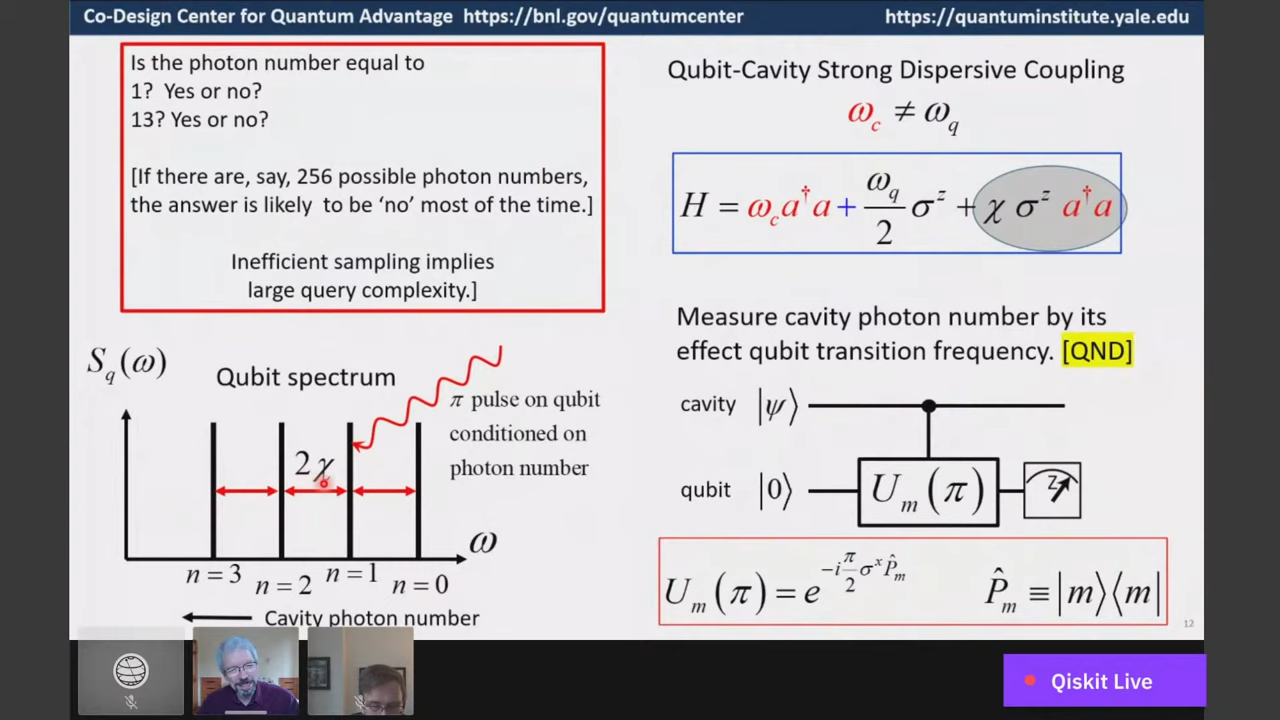 Co-Design Center for Quantum Advantage https://bnl.gov/quantumcenter https://quantuminstitute.yale.edu
Is the photon number equal to
1? Yes or no?
13? Yes or no?
[If there are, say, 256 possible photon numbers,
the answer is likely to be ‘no’ most of the time.]
Inefficient sampling implies
large query complexity.]
Qubit-Cavity Strong Dispersive Coupling
ω_c ≠ ω_q
H = ω_c a†a + ω_q/2 σ^z + χ σ^z a†a
Measure cavity photon number by its
effect qubit transition frequency. [QND]
cavity |ψ⟩
qubit |0⟩ U_m(π) Z
U_m(π) = e^{-i π/2 σ^x P̂_m} P̂_m ≡ |m⟩⟨m|
S_q(ω)
Qubit spectrum
π pulse on qubit
conditioned on
photon number
2χ
ω
n = 3 n = 2 n = 1 n = 0
Cavity photon number
12
Qiskit Live